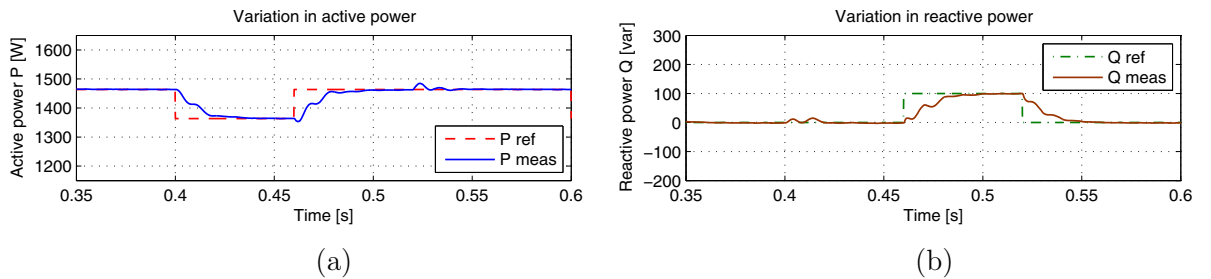 Variation in active power
Active power P [W]
1600
1500
1400
1300
1200
P ref
P meas
0.35
0.4
0.45
0.5
0.55
0.6
Time [s]
(a)
Variation in reactive power
Reactive power Q [var]
300
200
100
0
−100
−200
Q ref
Q meas
0.35
0.4
0.45
0.5
0.55
0.6
Time [s]
(b)